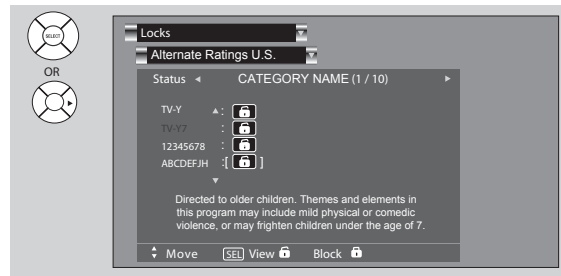 SELECT
OR
Locks
Alternate Ratings U.S.
Status CATEGORY NAME (1 / 10)
TV-Y :
TV-Y7 :
12345678 :
ABCDEFJH :[ ]
Directed to older children. Themes and elements in
this program may include mild physical or comedic
violence, or may frighten children under the age of 7.
Move SEL View Block